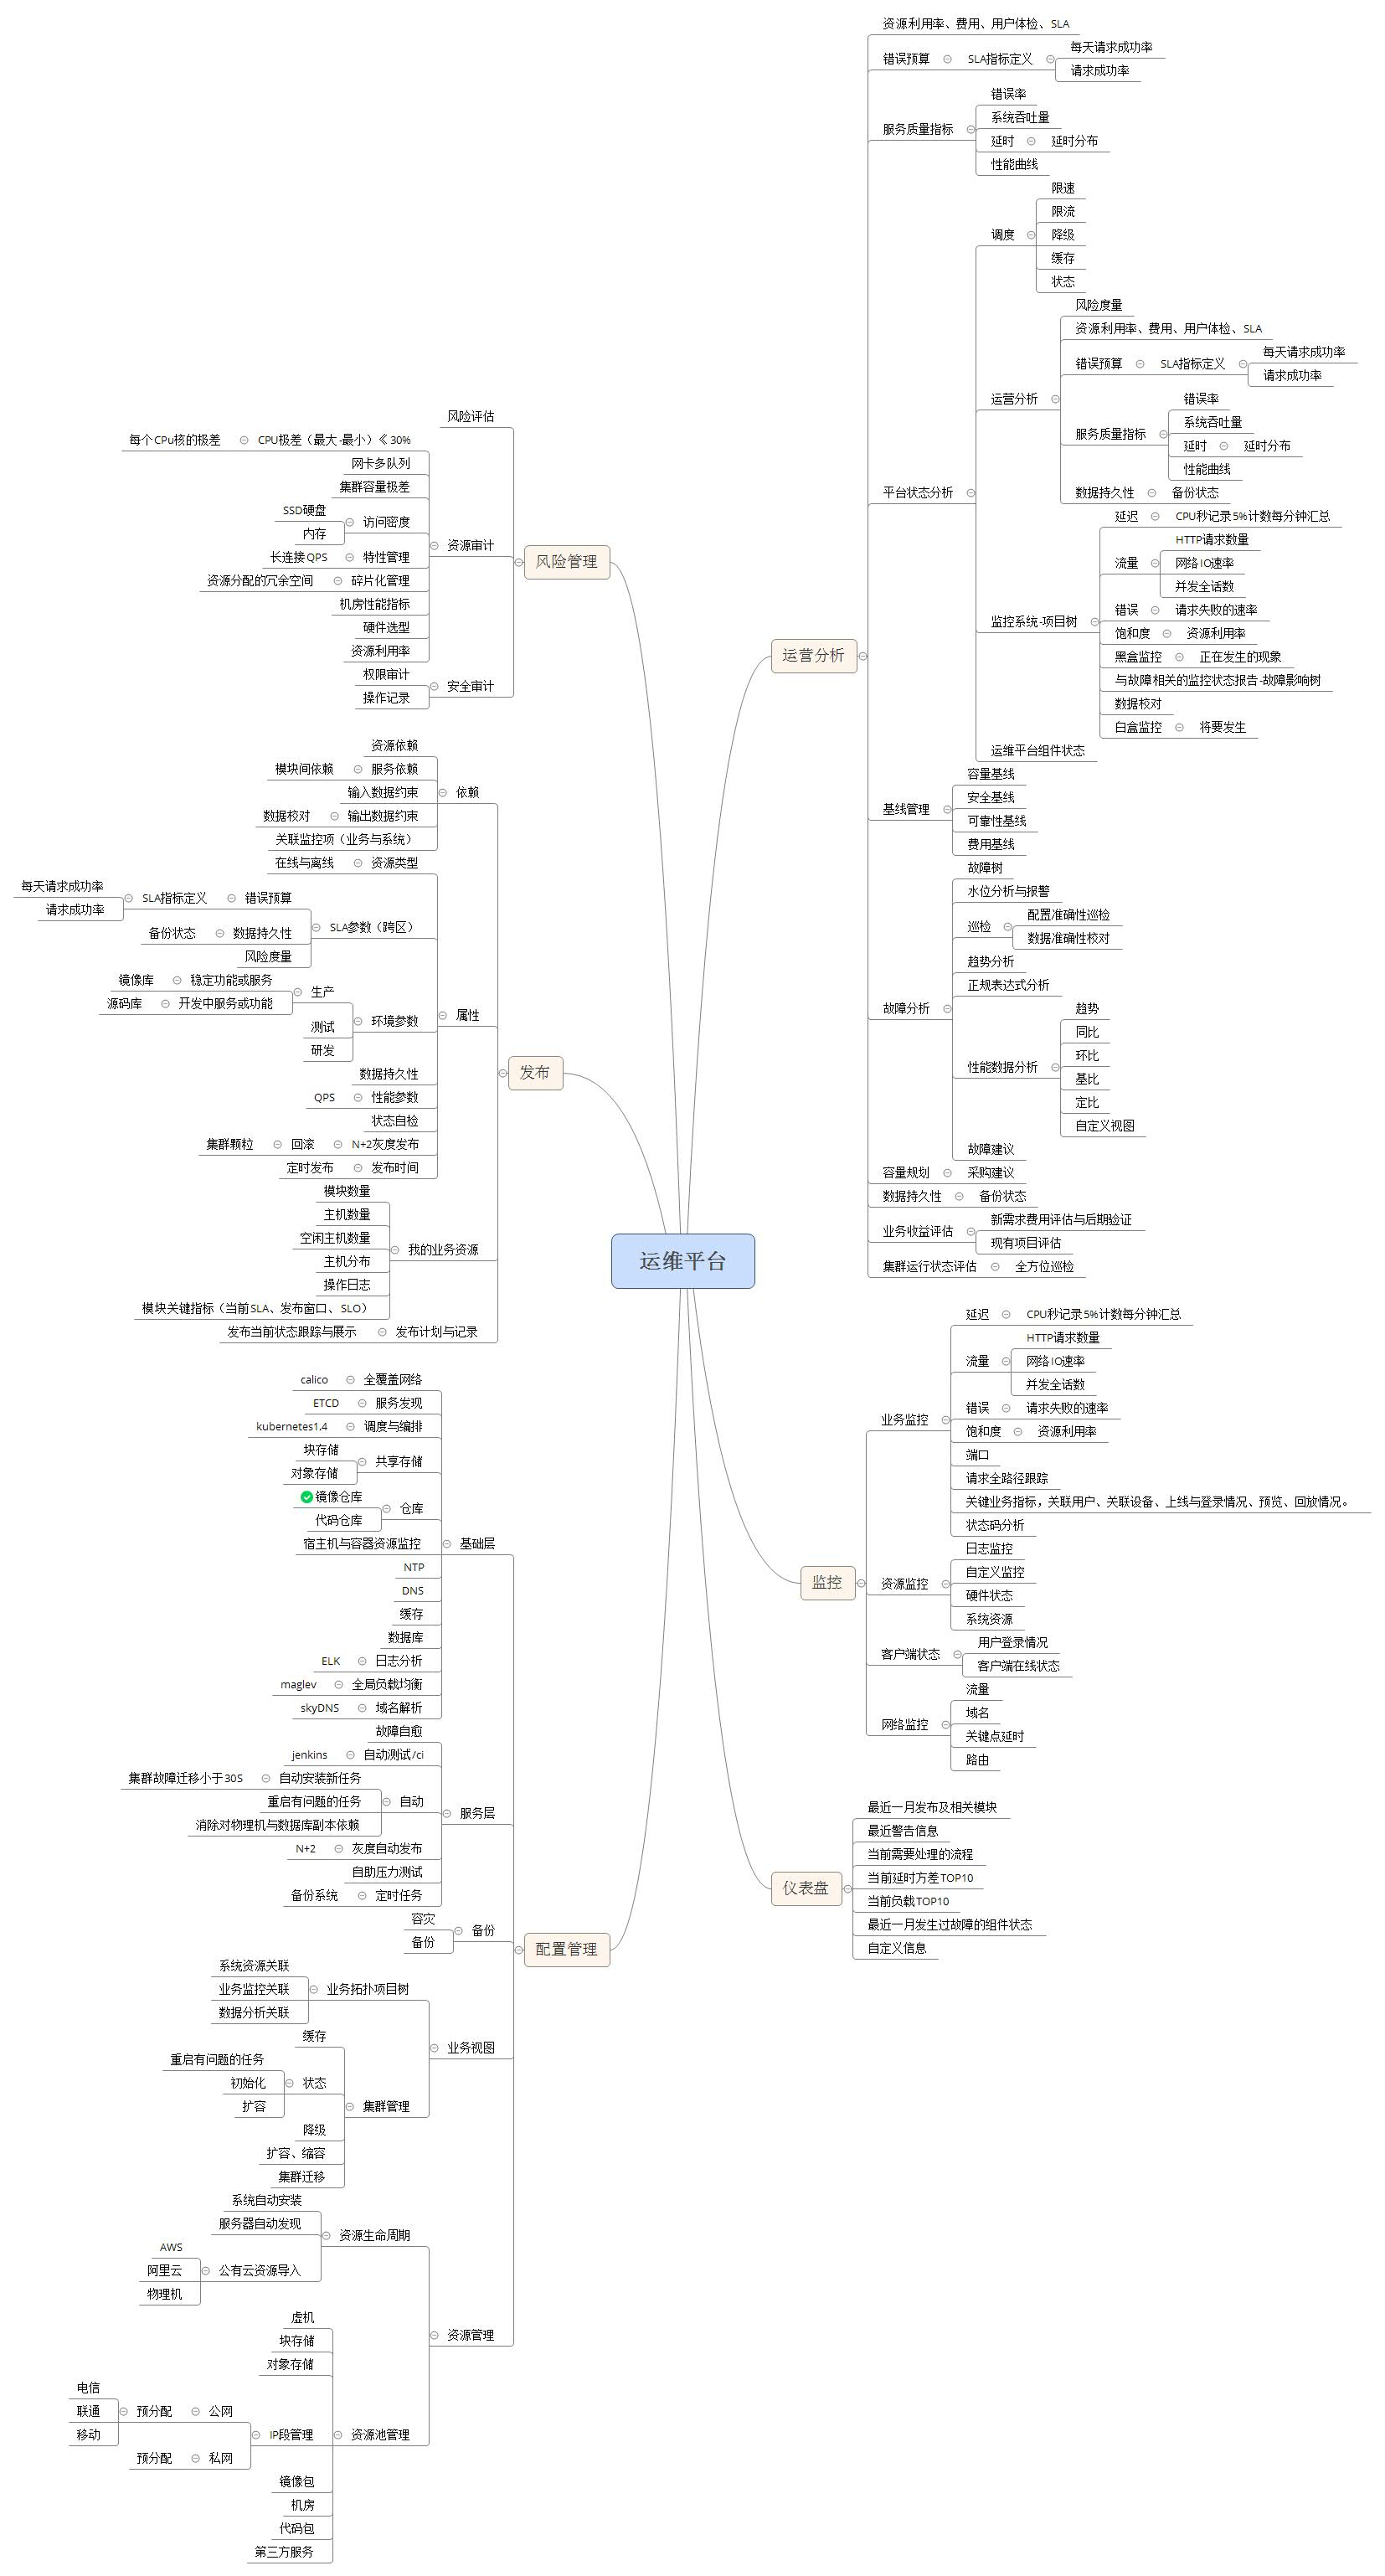 运维平台
运营分析
资源利用率、费用、用户体检、SLA
错误预算
SLA指标定义
每天请求成功率
请求成功率
服务质量指标
错误率
系统吞吐量
延时
延时分布
性能曲线
平台状态分析
调度
限速
限流
降级
缓存
状态
运营分析
风险度量
资源利用率、费用、用户体检、SLA
错误预算
SLA指标定义
每天请求成功率
请求成功率
服务质量指标
错误率
系统吞吐量
延时
延时分布
性能曲线
数据持久性
备份状态
监控系统-项目树
延迟
CPU秒记录5%计数每分钟汇总
流量
HTTP请求数量
网络IO速率
并发全话数
错误
请求失败的速率
饱和度
资源利用率
黑盒监控
正在发生的现象
与故障相关的监控状态报告-故障影响树
数据校对
白盒监控
将要发生
运维平台组件状态
基线管理
容量基线
安全基线
可靠性基线
费用基线
故障分析
故障树
水位分析与报警
巡检
配置准确性巡检
数据准确性校对
趋势分析
正规表达式分析
性能数据分析
趋势
同比
环比
基比
定比
自定义视图
故障建议
容量规划
采购建议
数据持久性
备份状态
业务收益评估
新需求费用评估与后期验证
现有项目评估
集群运行状态评估
全方位巡检
监控
业务监控
延迟
CPU秒记录5%计数每分钟汇总
流量
HTTP请求数量
网络IO速率
并发全话数
错误
请求失败的速率
饱和度
资源利用率
端口
请求全路径跟踪
关键业务指标，关联用户、关联设备、上线与登录情况、预览、回放情况。
状态码分析
资源监控
日志监控
自定义监控
硬件状态
系统资源
客户端状态
用户登录情况
客户端在线状态
网络监控
流量
域名
关键点延时
路由
仪表盘
最近一月发布及相关模块
最近警告信息
当前需要处理的流程
当前延时方差TOP10
当前负载TOP10
最近一月发生过故障的组件状态
自定义信息
风险管理
风险评估
资源审计
CPU极差（最大-最小）《 30%
每个CPu核的极差
网卡多队列
集群容量极差
访问密度
SSD硬盘
内存
特性管理
长连接QPS
碎片化管理
资源分配的冗余空间
机房性能指标
硬件选型
资源利用率
安全审计
权限审计
操作记录
发布
依赖
资源依赖
服务依赖
模块间依赖
输入数据约束
输出数据约束
数据校对
关联监控项（业务与系统）
属性
资源类型
在线与离线
SLA参数（跨区）
错误预算
SLA指标定义
每天请求成功率
请求成功率
数据持久性
备份状态
风险度量
环境参数
生产
稳定功能或服务
镜像库
开发中服务或功能
源码库
测试
研发
数据持久性
性能参数
QPS
状态自检
N+2灰度发布
回滚
集群颗粒
发布时间
定时发布
我的业务资源
模块数量
主机数量
空闲主机数量
主机分布
操作日志
模块关键指标（当前SLA、发布窗口、SLO）
发布计划与记录
发布当前状态跟踪与展示
配置管理
基础层
全覆盖网络
calico
服务发现
ETCD
调度与编排
kubernetes1.4
共享存储
块存储
对象存储
仓库
镜像仓库
代码仓库
宿主机与容器资源监控
NTP
DNS
缓存
数据库
日志分析
ELK
全局负载均衡
maglev
域名解析
skyDNS
服务层
故障自愈
自动测试/ci
jenkins
自动
自动安装新任务
集群故障迁移小于30S
重启有问题的任务
消除对物理机与数据库副本依赖
灰度自动发布
N+2
自助压力测试
定时任务
备份系统
备份
容灾
备份
业务视图
业务拓扑项目树
系统资源关联
业务监控关联
数据分析关联
集群管理
缓存
状态
重启有问题的任务
初始化
扩容
降级
扩容、缩容
集群迁移
资源管理
资源生命周期
系统自动安装
服务器自动发现
公有云资源导入
AWS
阿里云
物理机
资源池管理
虚机
块存储
对象存储
IP段管理
公网
预分配
电信
联通
移动
私网
预分配
镜像包
机房
代码包
第三方服务